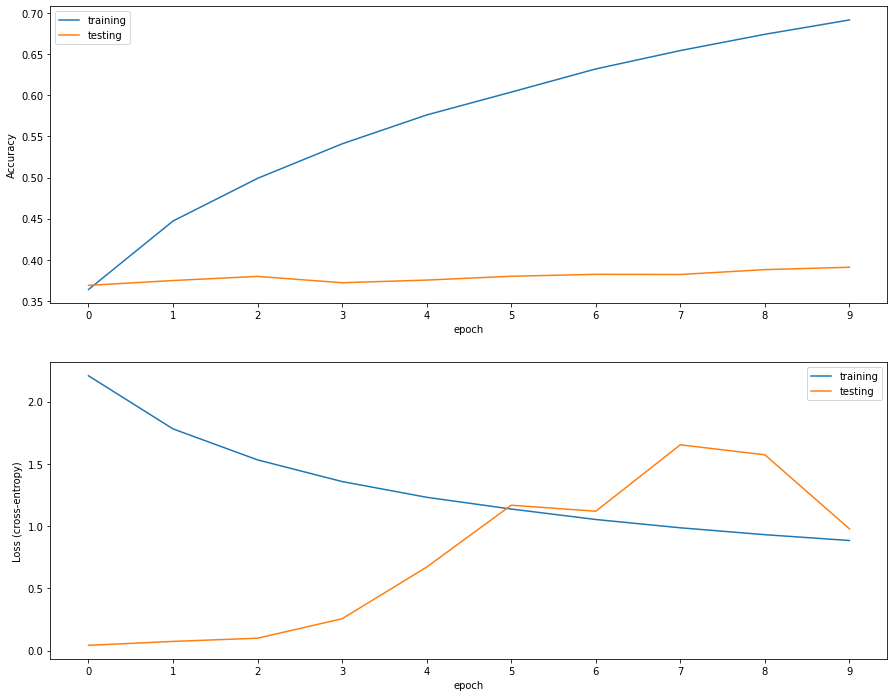 training
testing
0.70
0.65
0.60
0.55
0.50
0.45
0.40
0.35
Accuracy
0 1 2 3 4 5 6 7 8 9
epoch
training
testing
2.0
1.5
1.0
0.5
0.0
Loss (cross-entropy)
0 1 2 3 4 5 6 7 8 9
epoch